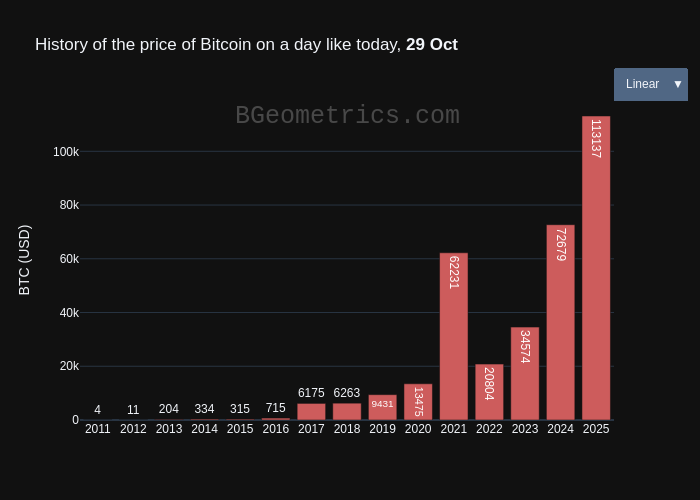 History of the price of Bitcoin on a day like today, 29 Oct
Linear ▼
BGeometrics.com
BTC (USD)
100k
80k
60k
40k
20k
0
4
11
204
334
315
715
6175
6263
9431
13475
62231
20804
34574
72679
113137
2011 2012 2013 2014 2015 2016 2017 2018 2019 2020 2021 2022 2023 2024 2025